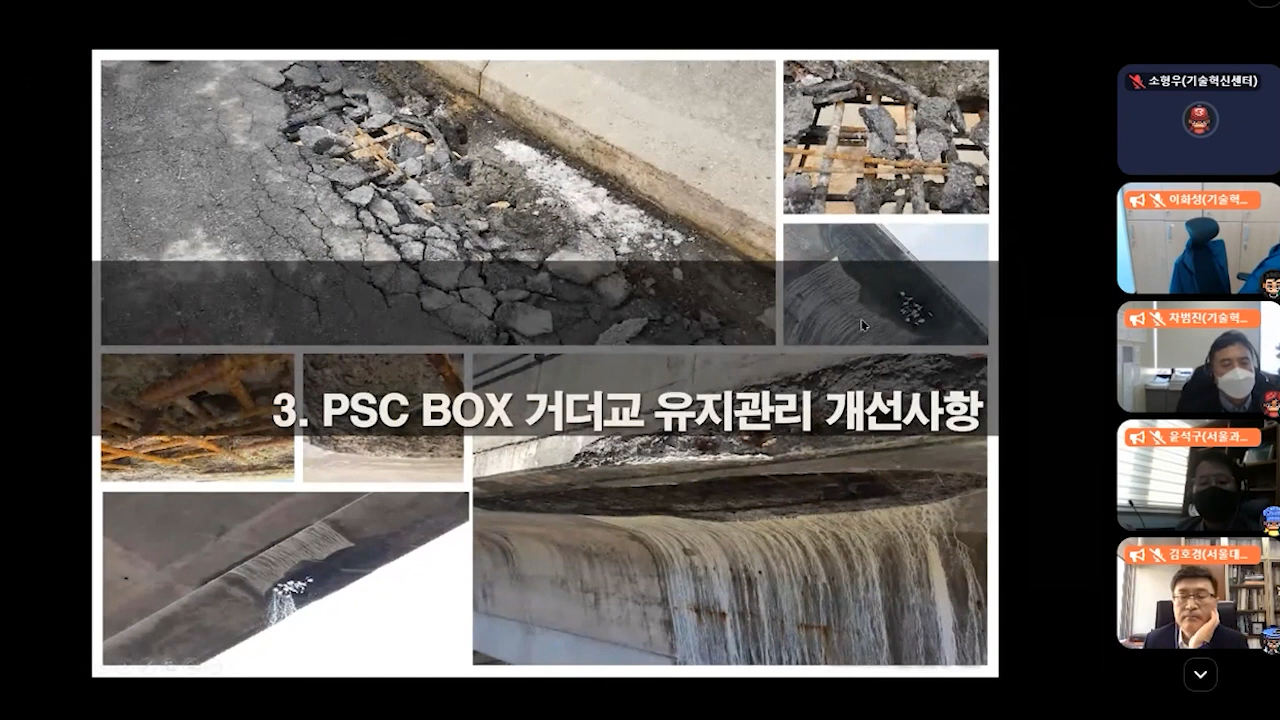 3. PSC BOX 거더교 유지관리 개선사항
소형우(기술혁신센터)
이화성(기술혁...
차범진(기술혁...
윤석구(서울과...
김호경(서울대...